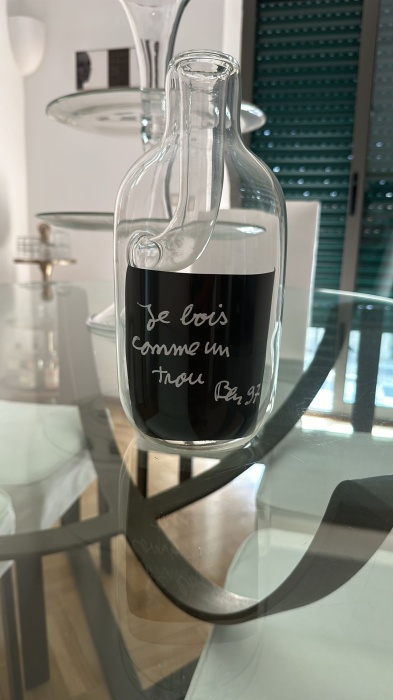 Je bois
comme un
trou
Ben 97